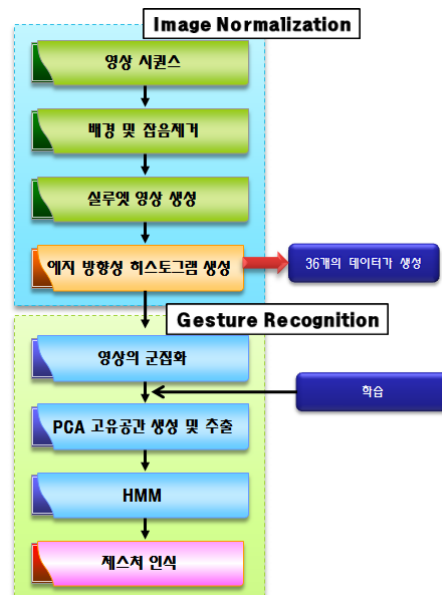 Image Normalization
영상 시퀀스
배경 및 잡음제거
실루엣 영상 생성
에지 방향성 히스토그램 생성
36개의 데이터가 생성
Gesture Recognition
영상의 군집화
학습
PCA 고유공간 생성 및 추출
HMM
제스처 인식